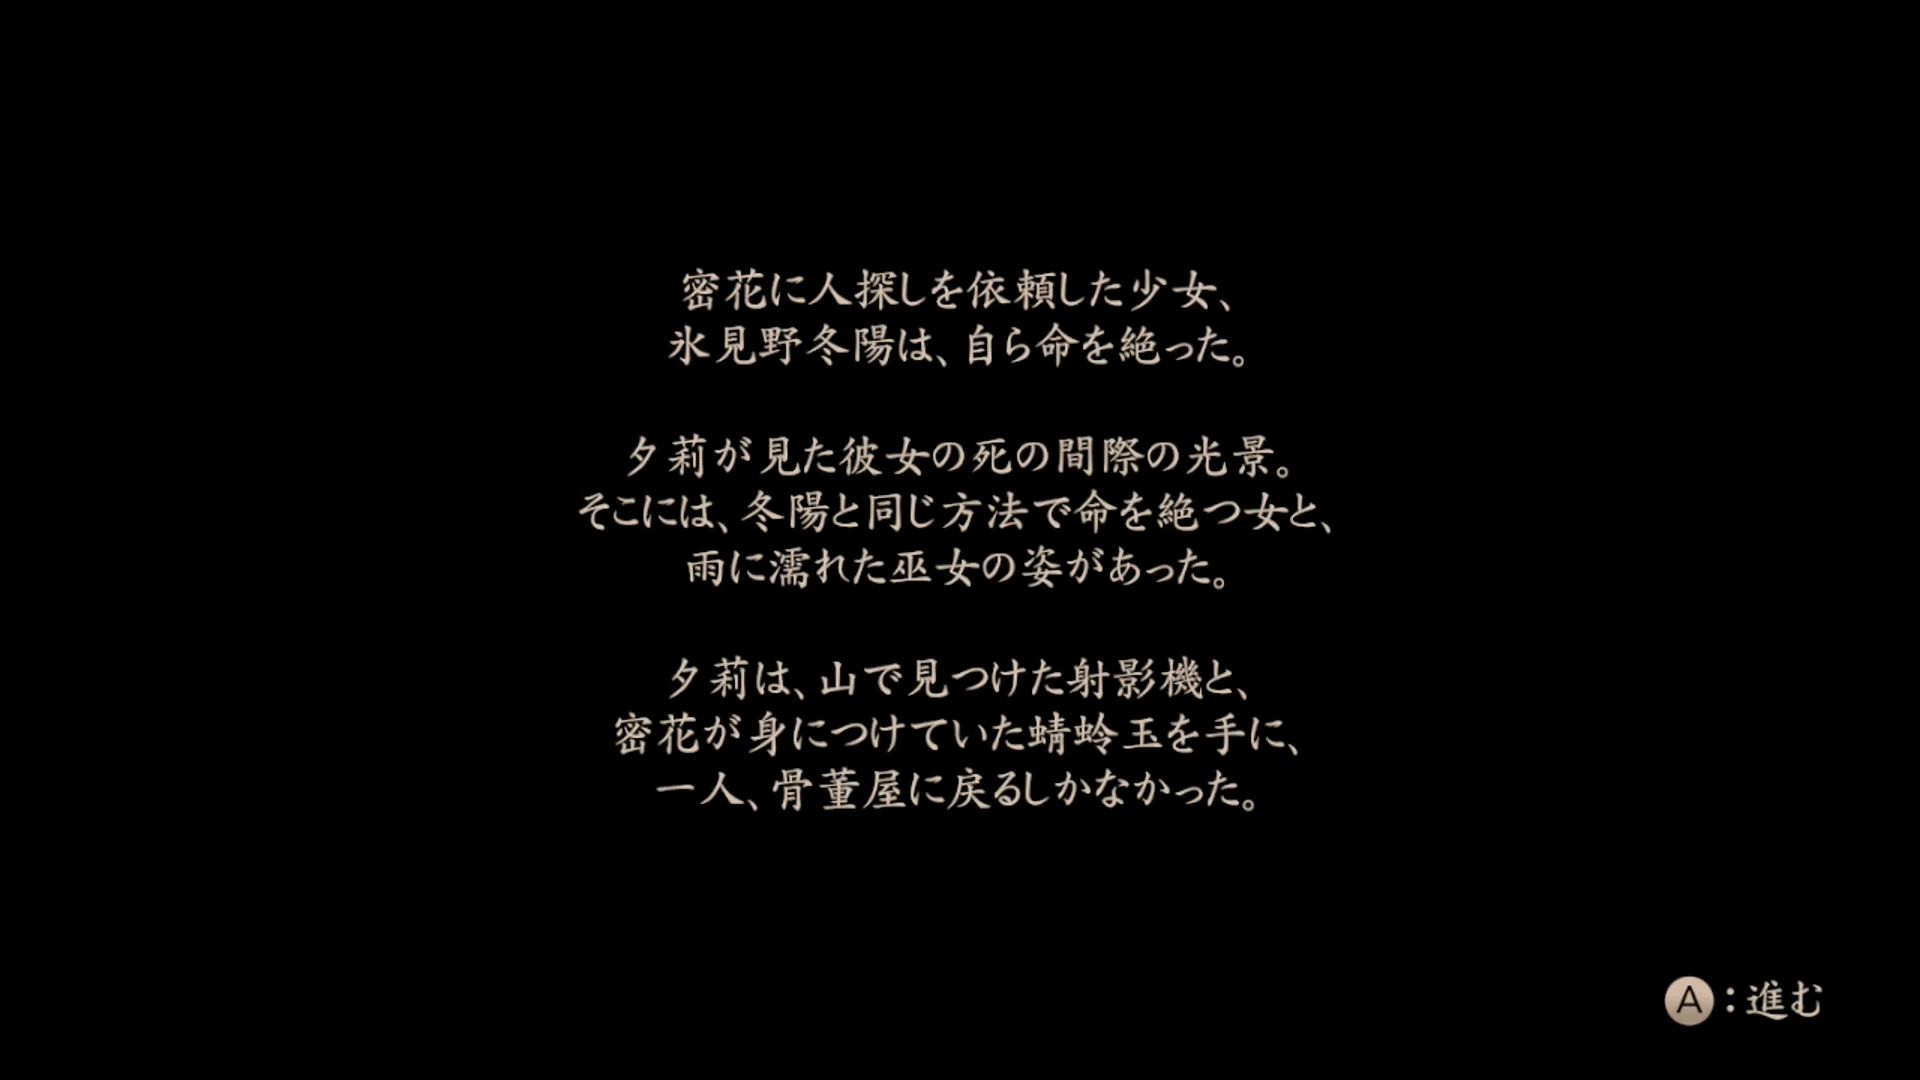 密花に人探しを依頼した少女、
氷見野冬陽は、自ら命を絶った。
夕莉が見た彼女の死の間際の光景。
そこには、冬陽と同じ方法で命を絶つ女と、
雨に濡れた巫女の姿があった。
夕莉は、山で見つけた射影機と、
密花が身につけていた蜻蛉玉を手に、
一人、骨董屋に戻るしかなかった。
A：進む